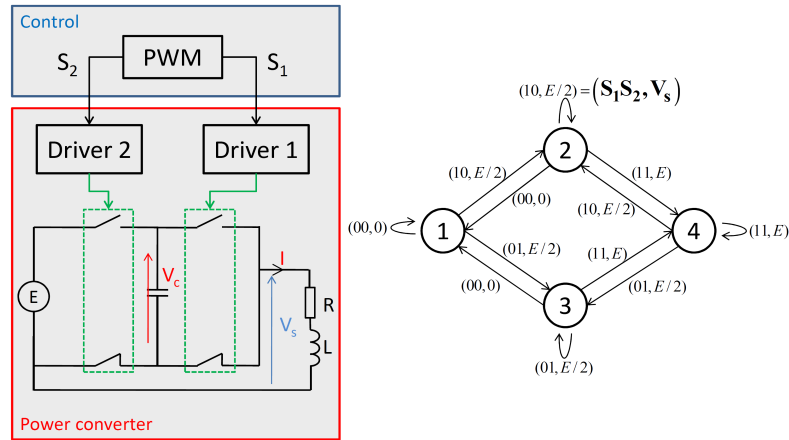 Control
PWM
S2
S1
Driver 2
Driver 1
E
Vc
I
Vs
R
L
Power converter
(10, E/2) = (S1S2, Vs)
2
(10, E/2)
(11, E)
(00, 0)
(10, E/2)
(00, 0)
1
4
(11, E)
(01, E/2)
(11, E)
(00, 0)
(01, E/2)
3
(01, E/2)